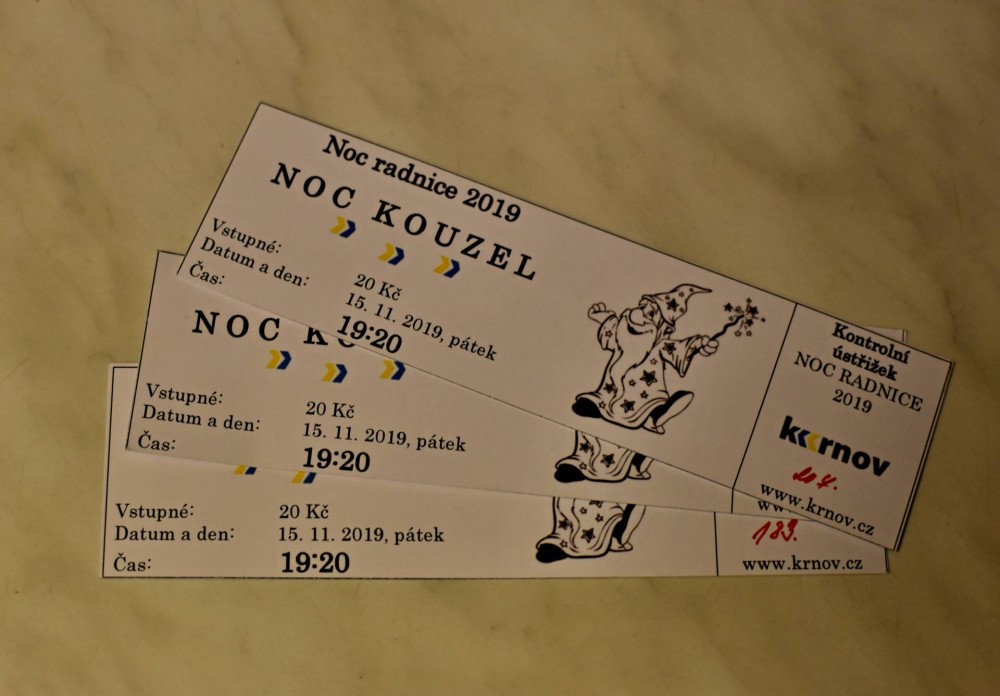 Noc radnice 2019
NOC KOUZEL
Vstupné: 20 Kč
Datum a den: 15. 11. 2019, pátek
Čas: 19:20
Kontrolní
ústřižek
NOC RADNICE
2019
krnov
www.krnov.cz
NOC
Vstupné: 20 Kč
Datum a den: 15. 11. 2019, pátek
Čas: 19:20
Vstupné: 20 Kč
Datum a den: 15. 11. 2019, pátek
Čas: 19:20
183.
www.krnov.cz